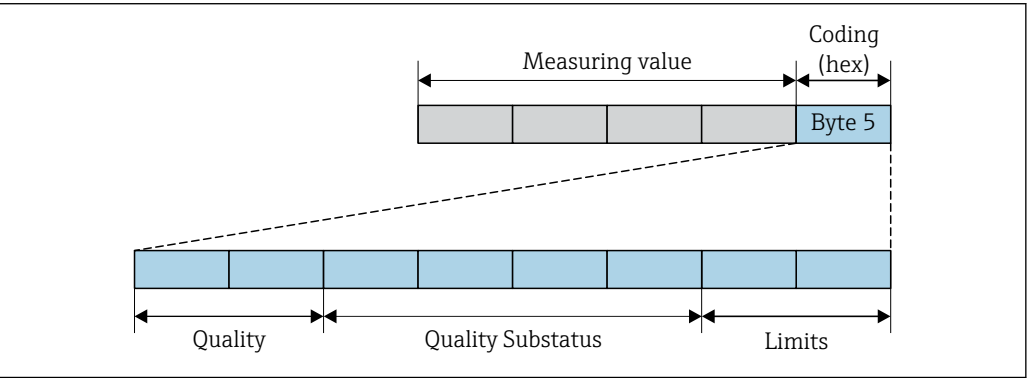 Coding
(hex)
Measuring value
Byte 5
Quality
Quality Substatus
Limits